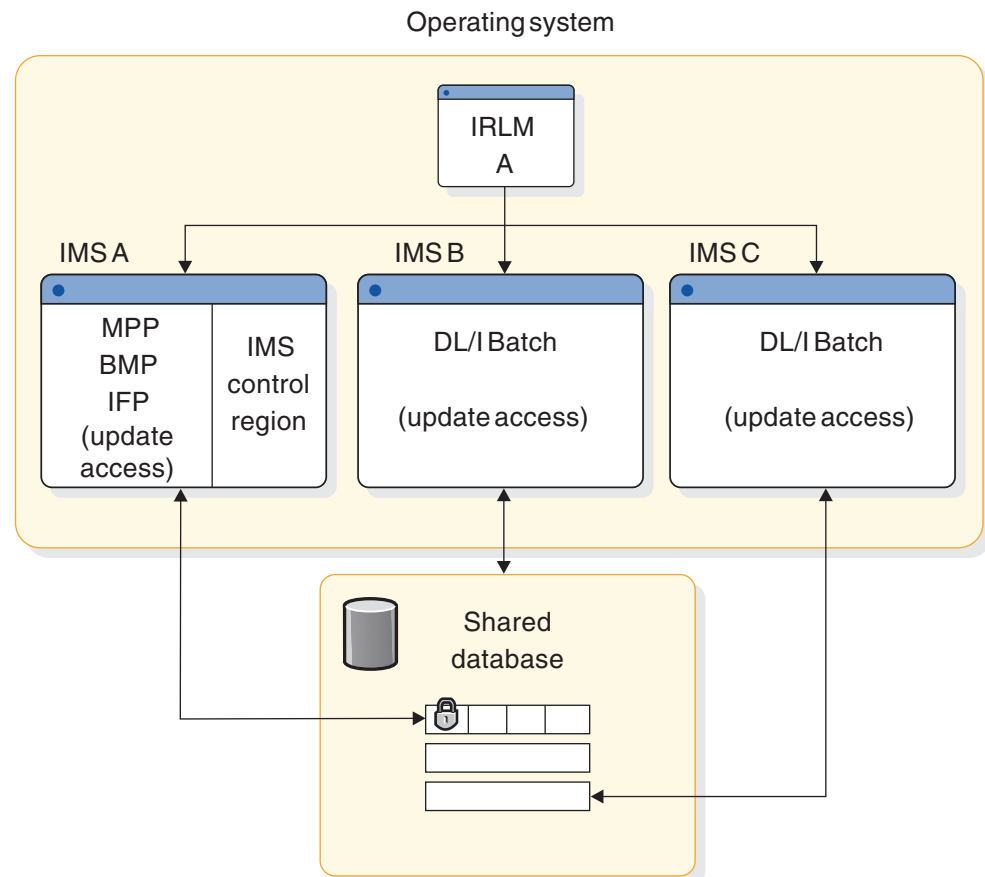 Operating system
IRLM
A
IMS A
IMS B
IMS C
MPP
BMP
IFP
(update
access)
IMS
control
region
DL/I Batch
(update access)
DL/I Batch
(update access)
Shared
database
1